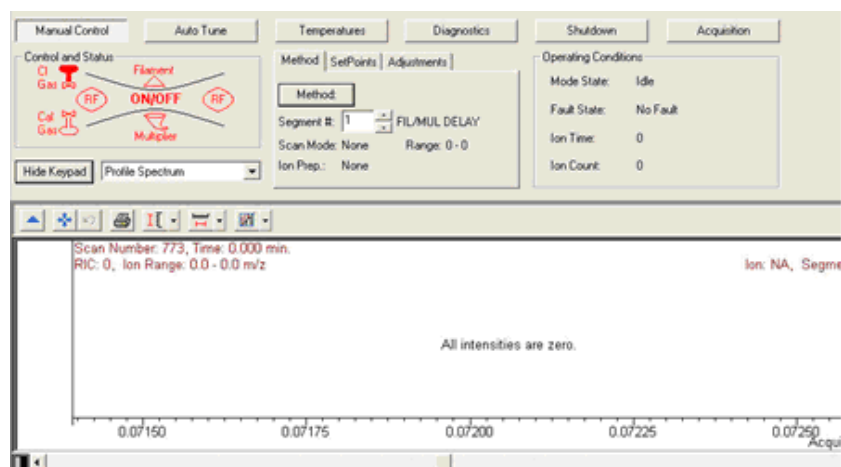 Manual Control Auto Tune Temperatures Diagnostics Shutdown Acquisition
Control and Status
CI
Gas
Filament
RF
ON/OFF
RF
Cal
Gas
Multiplier
Hide Keypad Profile Spectrum
Method SetPoints Adjustments
Method:
Segment #: 1 FIL/MUL DELAY
Scan Mode: None Range: 0 - 0
Ion Prep.: None
Operating Conditions
Mode State: Idle
Fault State: No Fault
Ion Time: 0
Ion Count: 0
Scan Number: 773, Time: 0.000 min.
RIC: 0, Ion Range: 0.0 - 0.0 m/z Ion: NA, Segme
All intensities are zero.
0.07150 0.07175 0.07200 0.07225 0.07250
Acqui